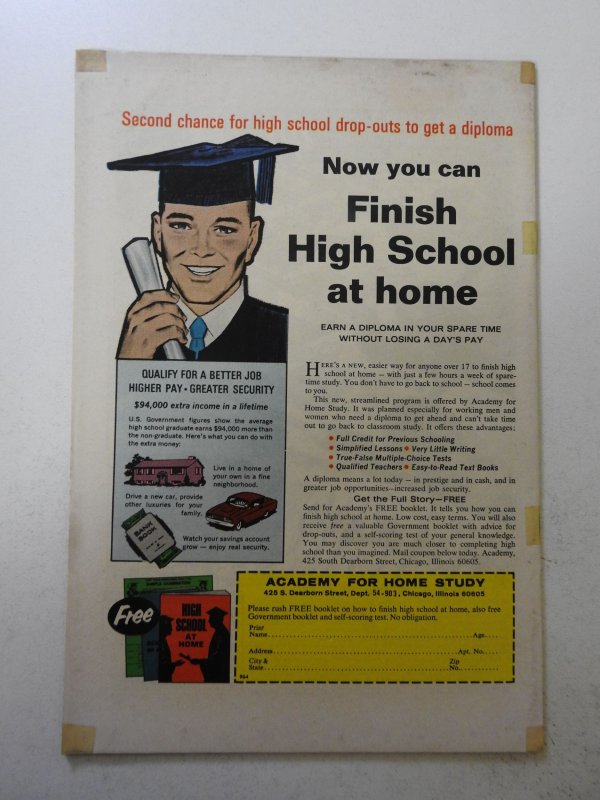 Second chance for high school drop-outs to get a diploma
Now you can
Finish
High School
at home
EARN A DIPLOMA IN YOUR SPARE TIME
WITHOUT LOSING A DAY'S PAY
HERE'S A NEW, easier way for anyone over 17 to finish high
school at home — with just a few hours a week of spare-
time study. You don't have to go back to school — school comes
to you.
This new, streamlined program is offered by Academy for
Home Study. It was planned especially for working men and
women who need a diploma to get ahead and can't take time
out to go back to classroom study. It offers these advantages:
• Full Credit for Previous Schooling
• Simplified Lessons • Very Little Writing
• True-False Multiple-Choice Tests
• Qualified Teachers • Easy-to-Read Text Books
A diploma means a lot today — in prestige and in cash, and in
greater job opportunities—increased job security.
Get the Full Story—FREE
Send for Academy's FREE booklet. It tells you how you can
finish high school at home. Low cost, easy terms. You will also
receive free a valuable Government booklet with advice for
drop-outs, and a self-scoring test of your general knowledge.
You may discover you are much closer to completing high
school than you imagined. Mail coupon below today. Academy,
425 South Dearborn Street, Chicago, Illinois 60605.
QUALIFY FOR A BETTER JOB
HIGHER PAY • GREATER SECURITY
$94,000 extra income in a lifetime
U.S. Government figures show the average
high school graduate earns $94,000 more than
the non-graduate. Here's what you can do with
the extra money:
Live in a home of
your own in a fine
neighborhood.
Drive a new car, provide
other luxuries for your
family.
BANK
BOOK
Watch your savings account
grow — enjoy real security.
Free
HIGH
SCHOOL
AT
HOME
ACADEMY FOR HOME STUDY
425 S. Dearborn Street, Dept. 54-903, Chicago, Illinois 60605
Please rush FREE booklet on how to finish high school at home, also free
Government booklet and self-scoring test. No obligation.
Print
Name Age
Address Apt. No.
City & Zip
State No.
964